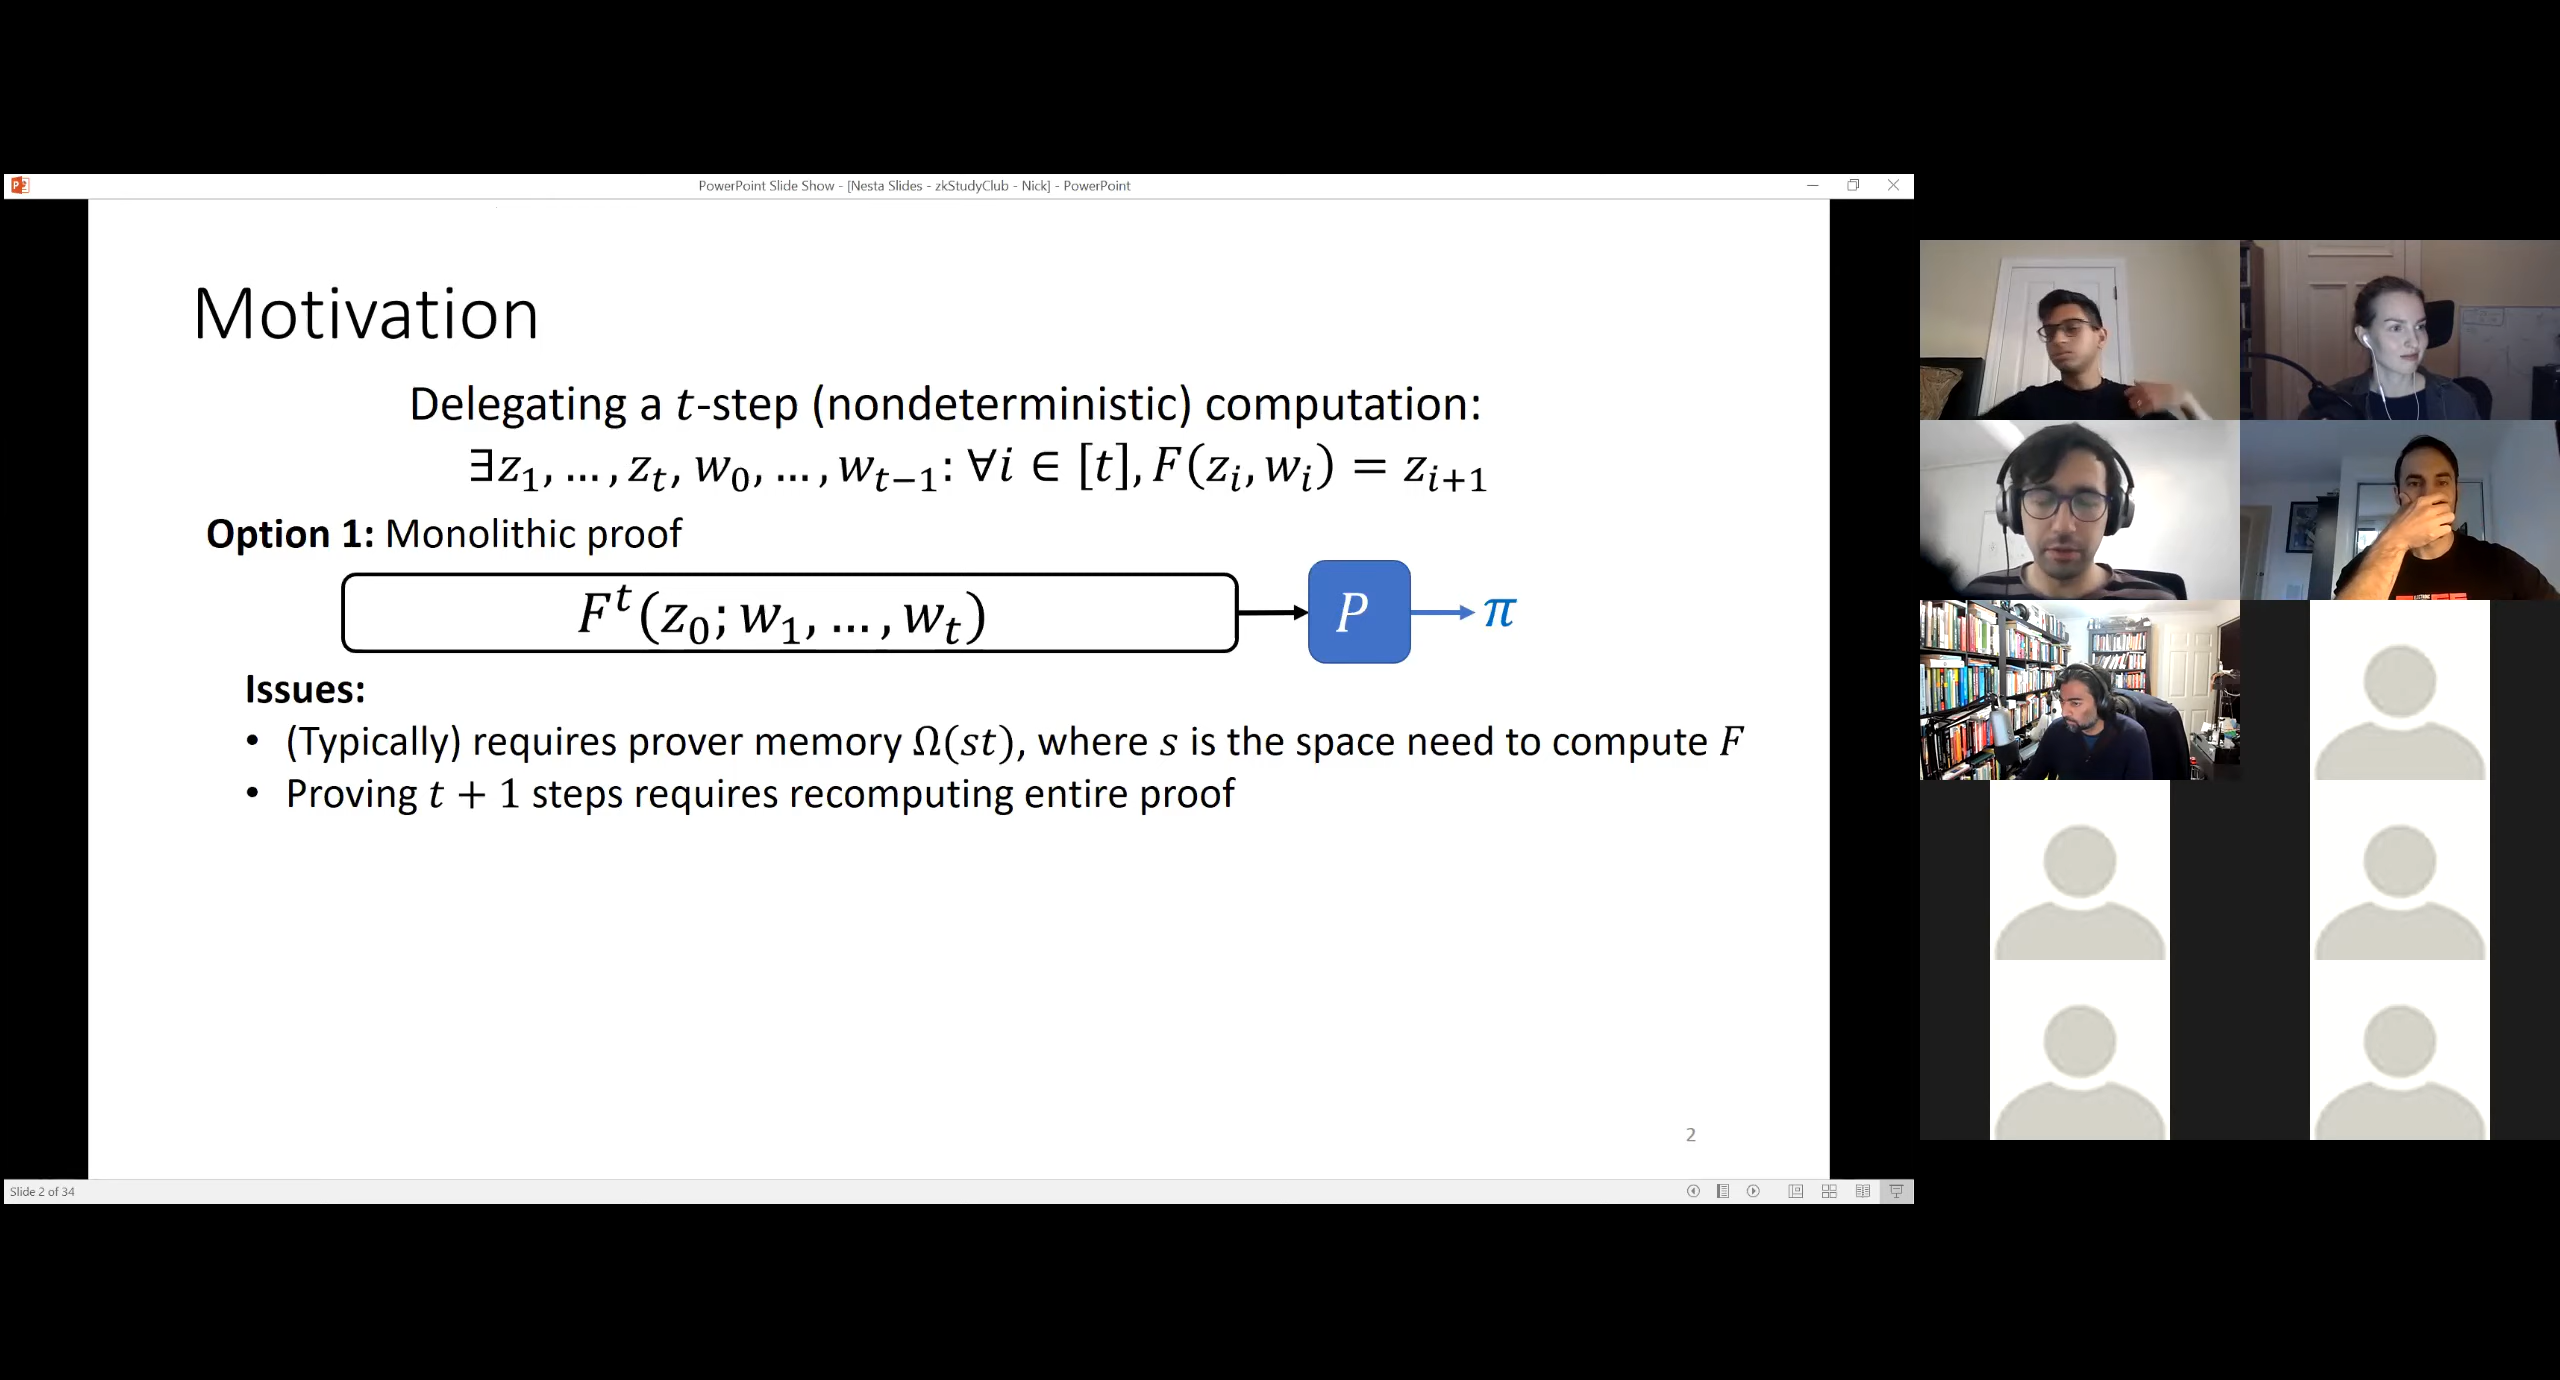 PowerPoint Slide Show - [Nesta Slides - zkStudyClub - Nick] - PowerPoint
Motivation
Delegating a t-step (nondeterministic) computation:
∃z₁, … , z_t, w₀, … , w_{t−1}: ∀i ∈ [t], F(z_i, w_i) = z_{i+1}
Option 1: Monolithic proof
F^t(z₀; w₁, … , w_t)
P
π
Issues:
• (Typically) requires prover memory Ω(st), where s is the space need to compute F
• Proving t + 1 steps requires recomputing entire proof
2
Slide 2 of 34